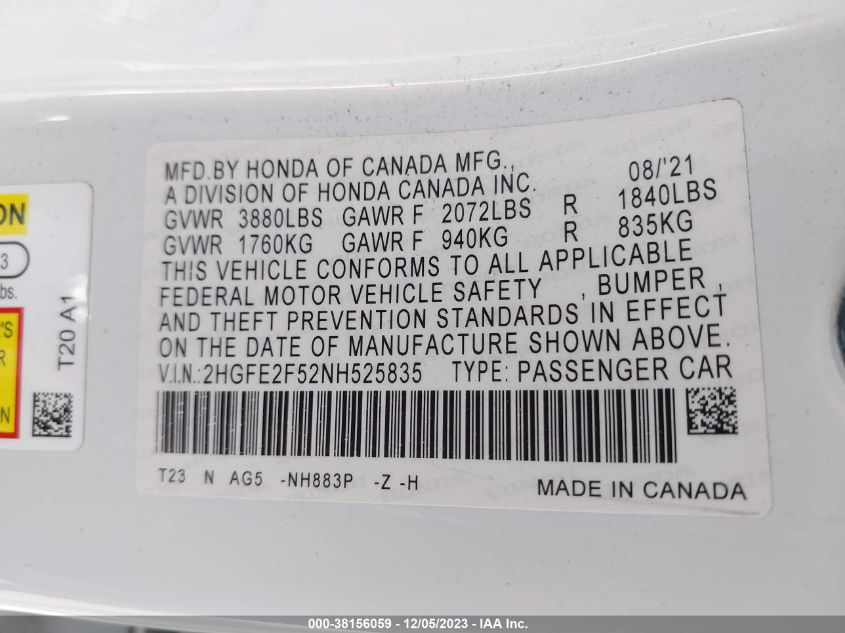 MFD.BY HONDA OF CANADA MFG., 08/'21
A DIVISION OF HONDA CANADA INC.
GVWR 3880LBS GAWR F 2072LBS R 1840LBS
GVWR 1760KG GAWR F 940KG R 835KG
THIS VEHICLE CONFORMS TO ALL APPLICABLE
FEDERAL MOTOR VEHICLE SAFETY , BUMPER ,
AND THEFT PREVENTION STANDARDS IN EFFECT
ON THE DATE OF MANUFACTURE SHOWN ABOVE.
V.I.N.:2HGFE2F52NH525835 TYPE: PASSENGER CAR
T23 N AG5 -NH883P -Z -H
MADE IN CANADA
ON
3
bs.
'S
R
N
T20 A1
000-38156059 - 12/05/2023 - IAA Inc.